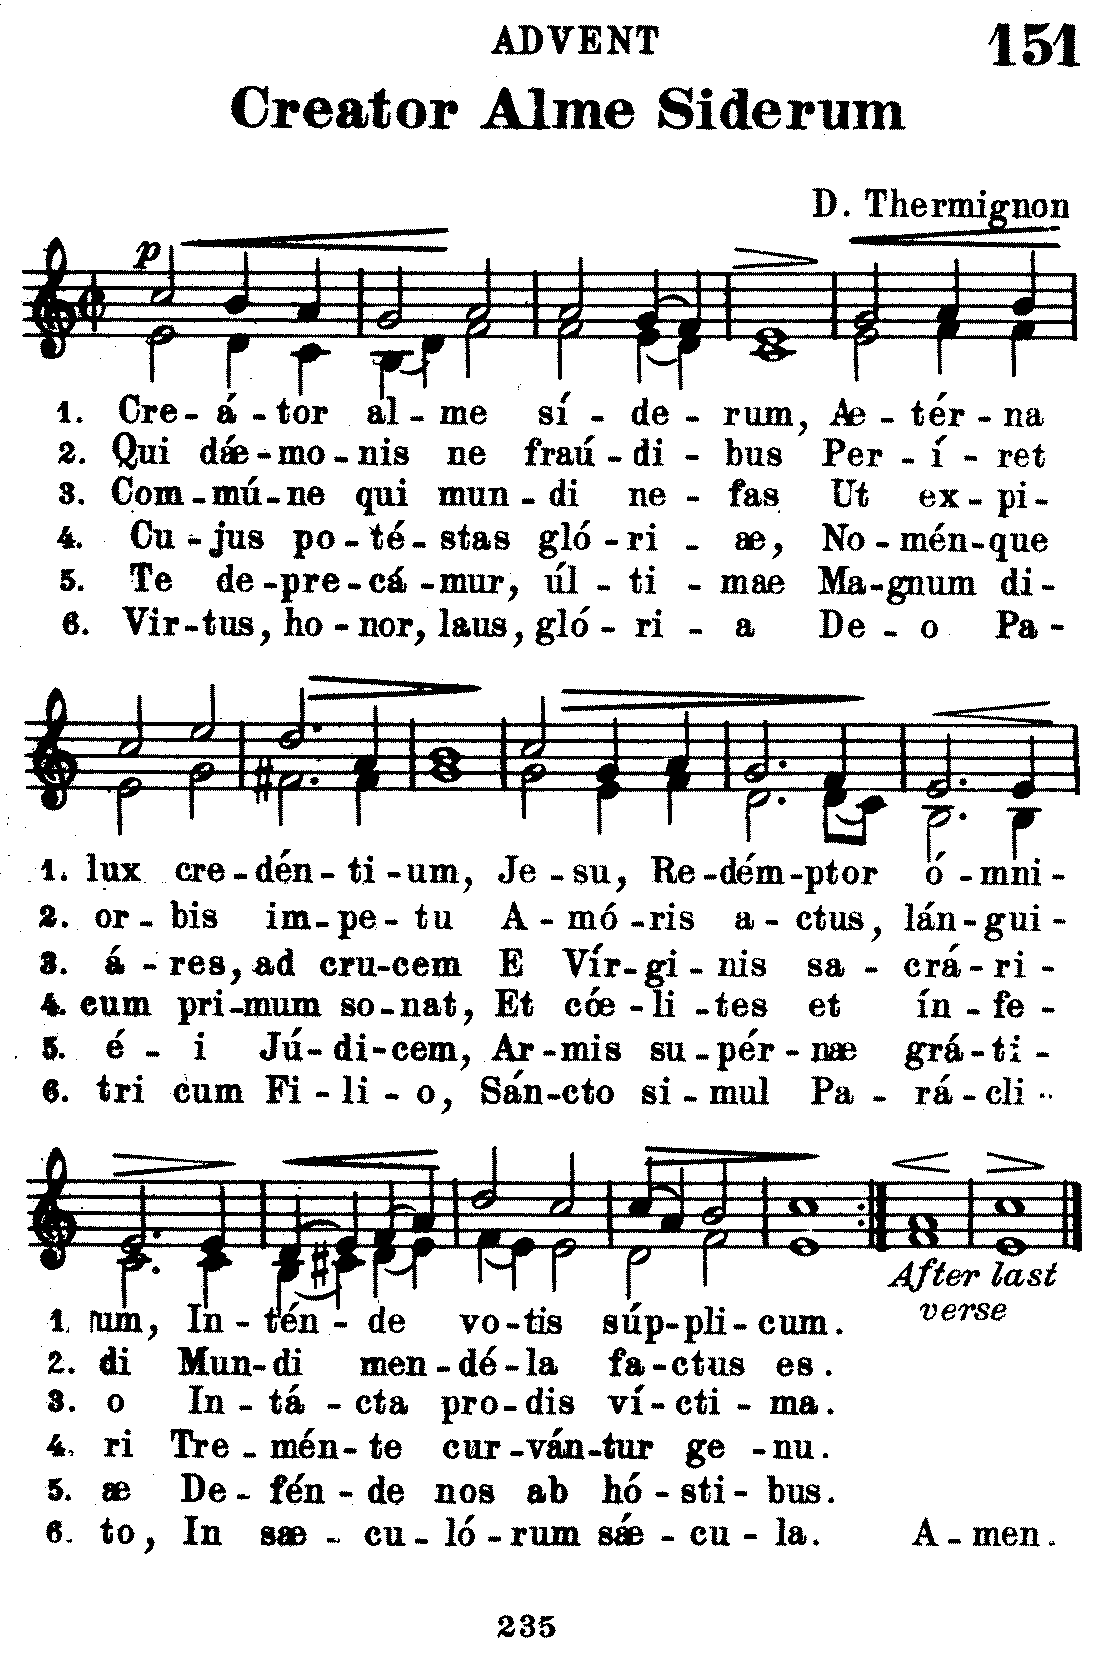 ADVENT
151
Creator Alme Siderum
D. Thermignon
p
1. Cre - á - tor al - me sí - de - rum, Æ - tér - na
2. Qui dǽ - mo - nis ne fraú - di - bus Per - í - ret
3. Com - mú - ne qui mun - di ne - fas Ut ex - pi -
4. Cu - jus po - té - stas gló - ri - æ, No - mén - que
5. Te de - pre - cá - mur, úl - ti - mae Ma - gnum di -
6. Vir - tus, ho - nor, laus, gló - ri - a De - o Pa -
1. lux cre - dén - ti - um, Je - su, Re - dém - ptor ó - mni -
2. or - bis im - pe - tu A - mó - ris a - ctus, lán - gui -
3. á - res, ad cru - cem E Vír - gi - nis sa - crá - ri -
4. cum pri - mum so - nat, Et cóe - li - tes et ín - fe -
5. é - i Jú - di - cem, Ar - mis su - pér - næ grá - ti -
6. tri cum Fi - li - o, Sán - cto si - mul Pa - rá - cli -
After last
verse
1. rum, In - tén - de vo - tis súp - pli - cum.
2. di Mun - di men - dé - la fa - ctus es.
3. o In - tá - cta pro - dis ví - cti - ma.
4. ri Tre - mén - te cur - ván - tur ge - nu.
5. æ De - fén - de nos ab hó - sti - bus.
6. to, In sæ - cu - ló - rum sǽ - cu - la. A - men.
235